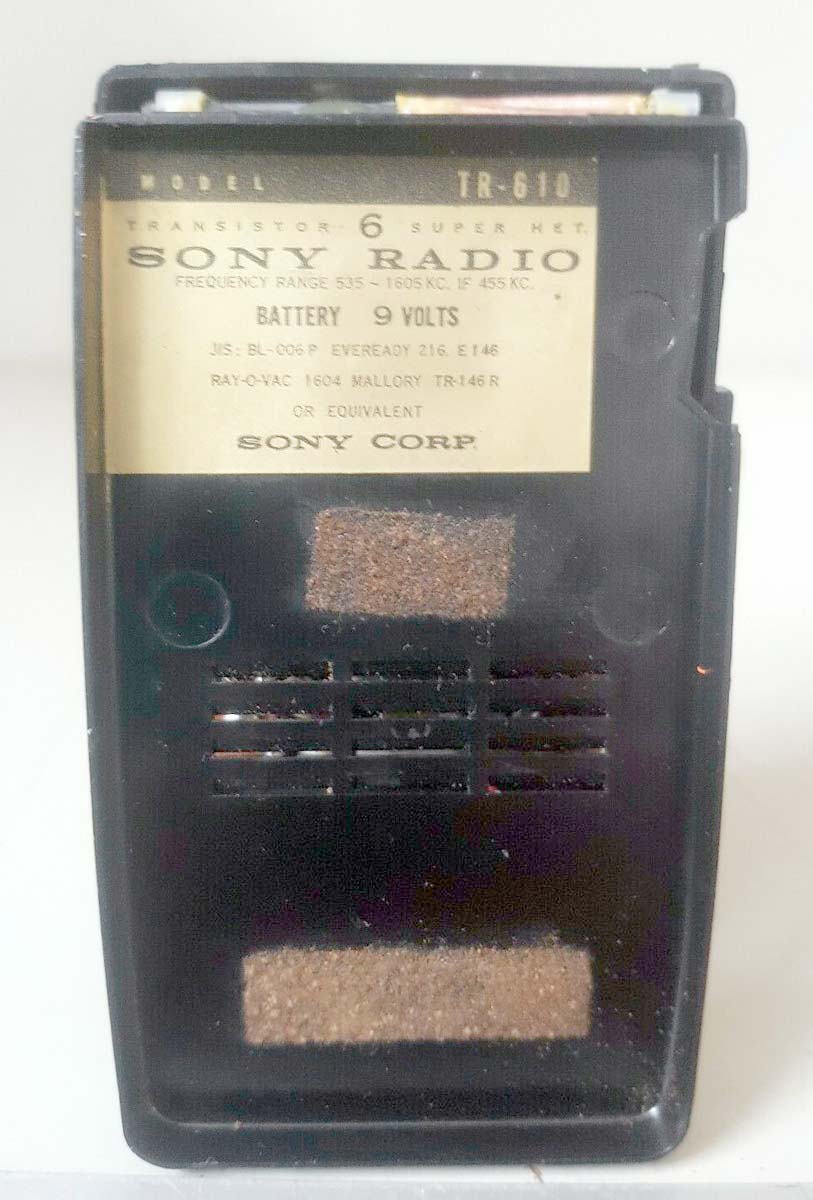 MODEL TR-610
TRANSISTOR 6 SUPER HET.
SONY RADIO
FREQUENCY RANGE 535 ~ 1605 KC. IF 455 KC.
BATTERY 9 VOLTS
JIS: BL-006P EVEREADY 216. E146
RAY-O-VAC 1604 MALLORY TR-146R
OR EQUIVALENT
SONY CORP.